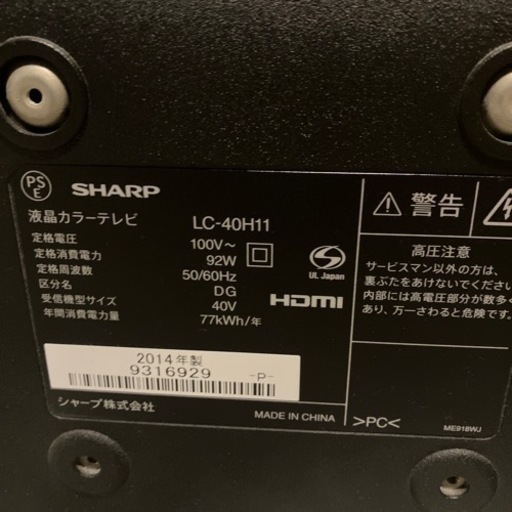 PS
E
SHARP
液晶カラーテレビ LC-40H11
定格電圧 100V~
定格消費電力 92W
定格周波数 50/60Hz
区分名 DG
受信機型サイズ 40V
年間消費電力量 77kWh/年
UL Japan
HDMI
2014年製
9316929 -P-
シャープ株式会社
MADE IN CHINA
警告
高圧注意
サービスマン以外の方は、
裏ぶたをあけないでください
内部には高電圧部分が数多く
あり、万一さわると危険です。
>PC<
ME918WJ